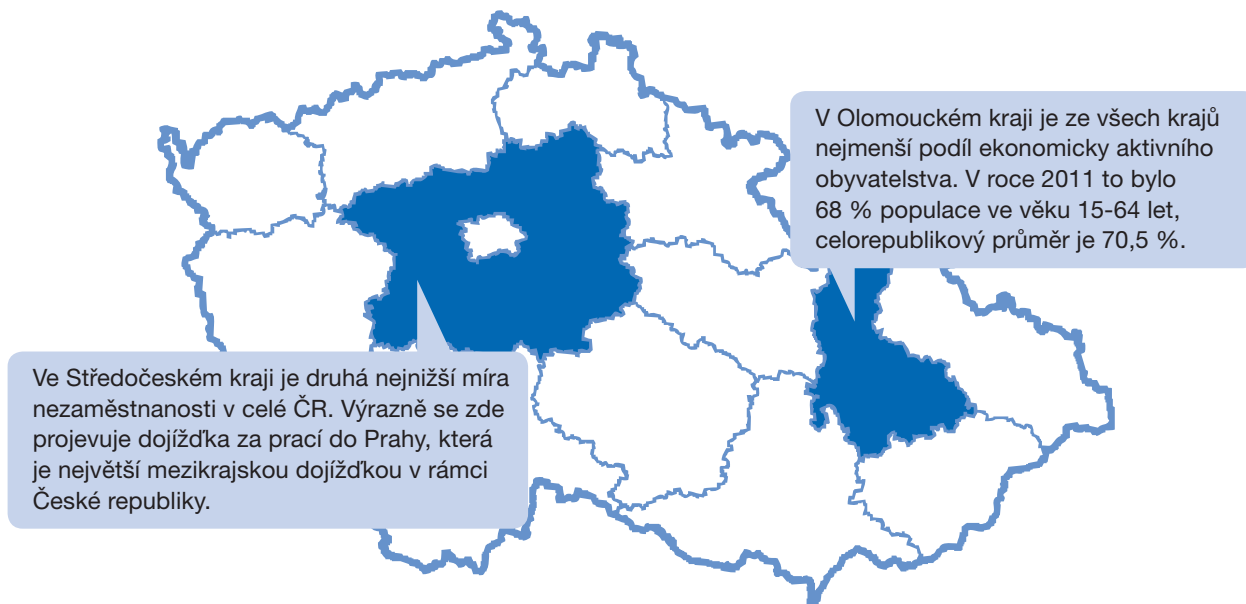 V Olomouckém kraji je ze všech krajů
nejmenší podíl ekonomicky aktivního
obyvatelstva. V roce 2011 to bylo
68 % populace ve věku 15-64 let,
celorepublikový průměr je 70,5 %.
Ve Středočeském kraji je druhá nejnižší míra
nezaměstnanosti v celé ČR. Výrazně se zde
projevuje dojížďka za prací do Prahy, která
je největší mezikrajskou dojížďkou v rámci
České republiky.